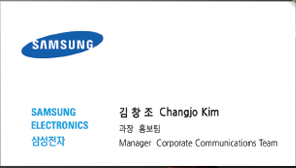 SAMSUNG
SAMSUNG
ELECTRONICS
삼성전자
김 창 조 Changjo Kim
과장 홍보팀
Manager Corporate Communications Team